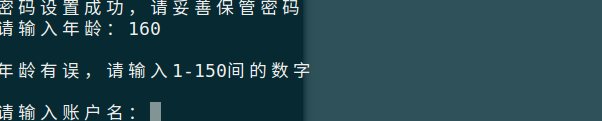 密码设置成功，请妥善保管密码
请输入年龄：160
年龄有误，请输入1-150间的数字
请输入账户名：